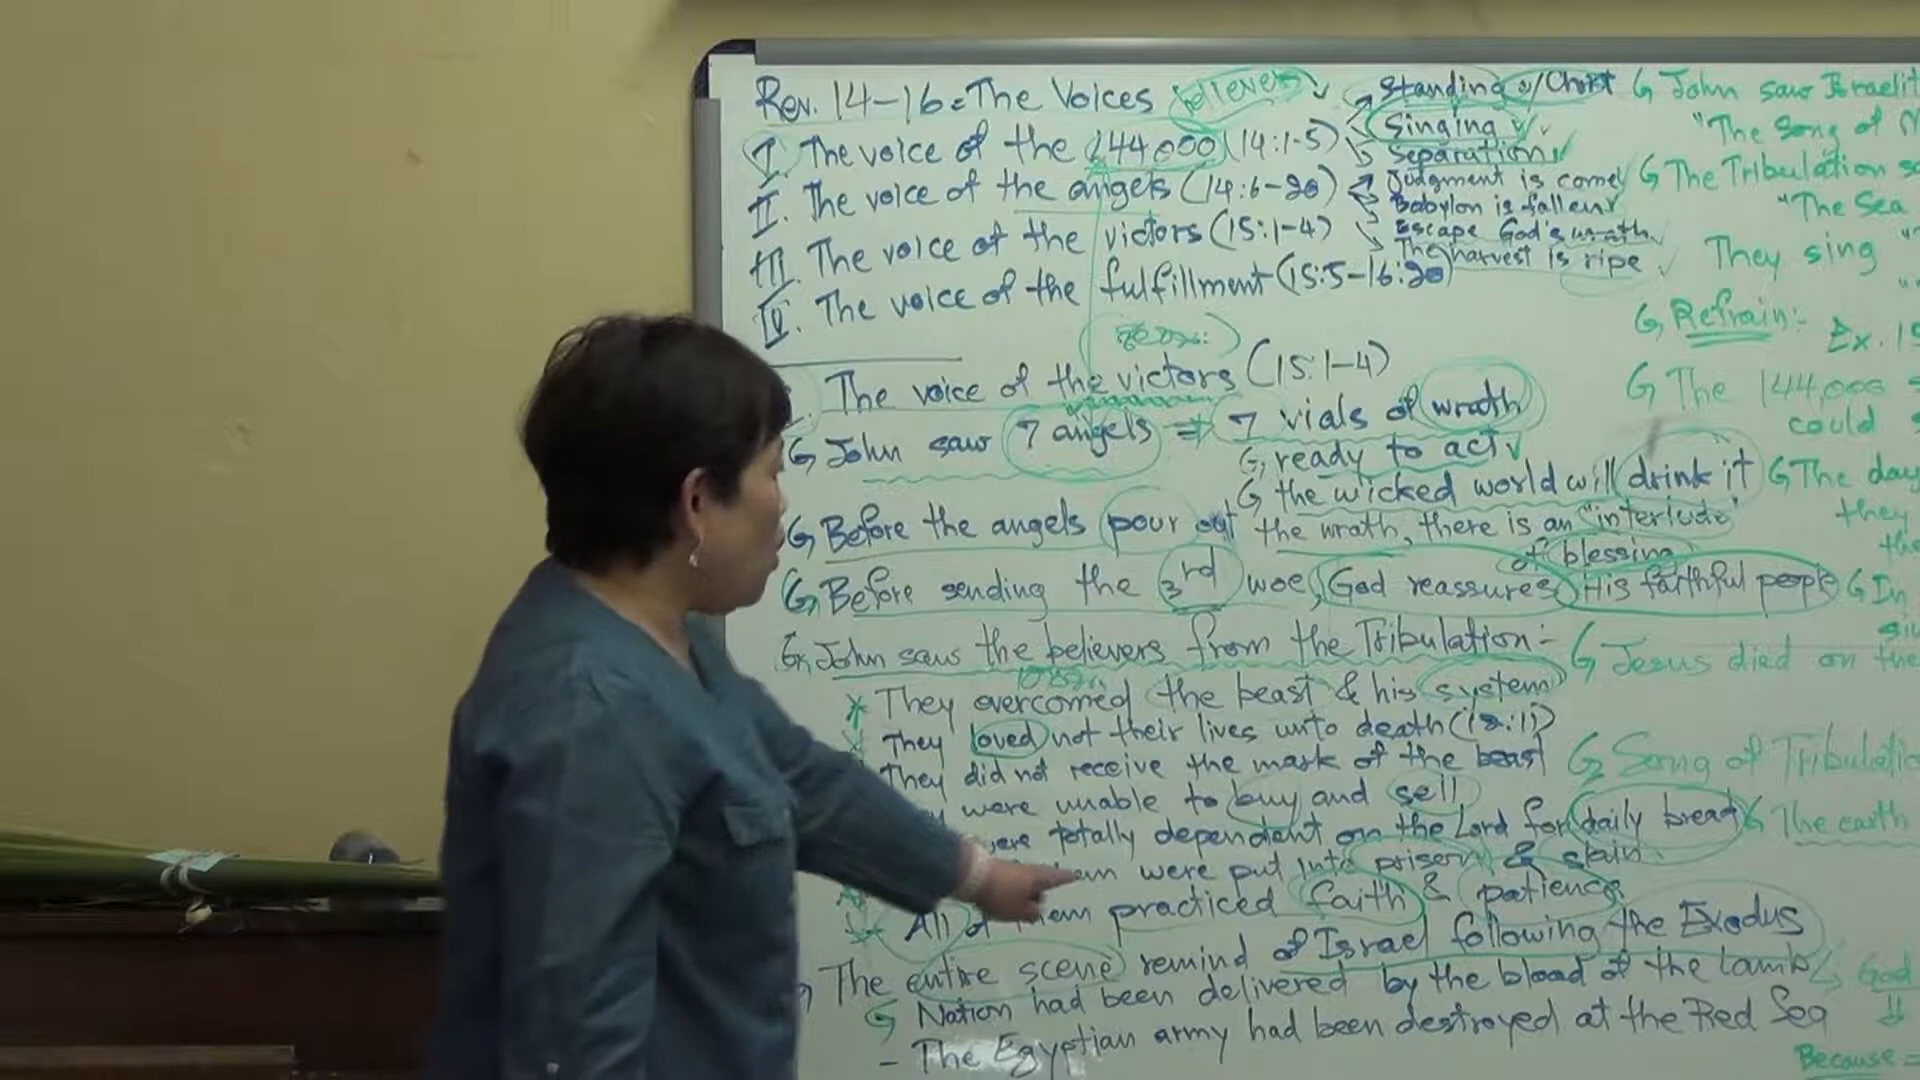 Rev. 14-16 = The Voices believers
I. The voice of the 144,000 (14:1-5)
Standing w/Christ
Singing
Separation
II. The voice of the angels (14:6-20)
Judgment is come
Babylon is fallen
Escape God's wrath
The harvest is ripe
III. The voice of the victors (15:1-4)
IV. The voice of the fulfillment (15:5-16:20)
The voice of the victors (15:1-4)
John saw 7 angels ⇒ 7 vials of wrath
ready to act
the wicked world will drink it
Before the angels pour out the wrath, there is an "interlude"
of blessing
Before sending the 3rd woe, God reassures His faithful people
John saw the believers from the Tribulation:-
* They overcomed the beast & his system
They loved not their lives unto death (12:11)
They did not receive the mark of the beast
were unable to buy and sell
were totally dependent on the Lord for daily bread
were put into prison & slain
All of them practiced faith & patience
The entire scene remind of Israel following the Exodus
Nation had been delivered by the blood of the lamb
- The Egyptian army had been destroyed at the Red Sea
John saw Israelit
"The Song of M
The Tribulation sa
"The Sea
They sing
Refrain:- Ex. 15
The 144,000 s
could s
The day
they
the
In
Jesus died on the
Song of Tribulatio
The earth
God
⇓
Because =